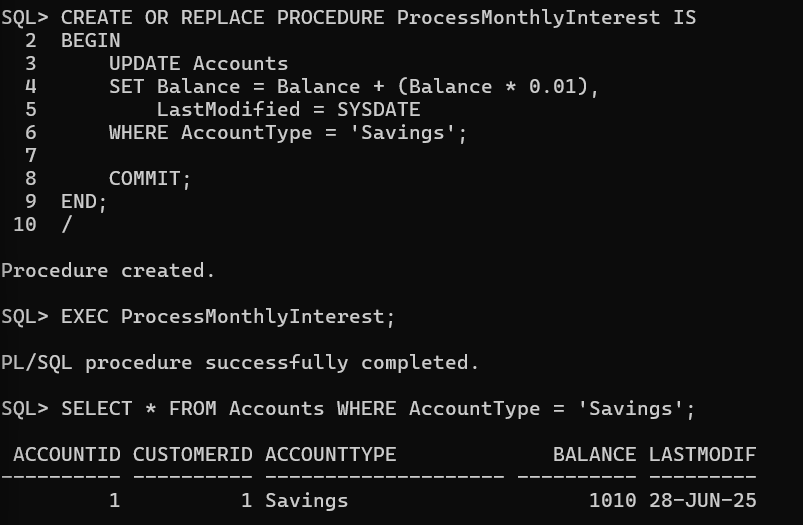 SQL> CREATE OR REPLACE PROCEDURE ProcessMonthlyInterest IS
  2  BEGIN
  3      UPDATE Accounts
  4      SET Balance = Balance + (Balance * 0.01),
  5          LastModified = SYSDATE
  6      WHERE AccountType = 'Savings';
  7
  8      COMMIT;
  9  END;
 10  /
Procedure created.
SQL> EXEC ProcessMonthlyInterest;
PL/SQL procedure successfully completed.
SQL> SELECT * FROM Accounts WHERE AccountType = 'Savings';
 ACCOUNTID CUSTOMERID ACCOUNTTYPE             BALANCE LASTMODIF
---------- ---------- -------------------- ---------- ---------
         1          1 Savings                    1010 28-JUN-25